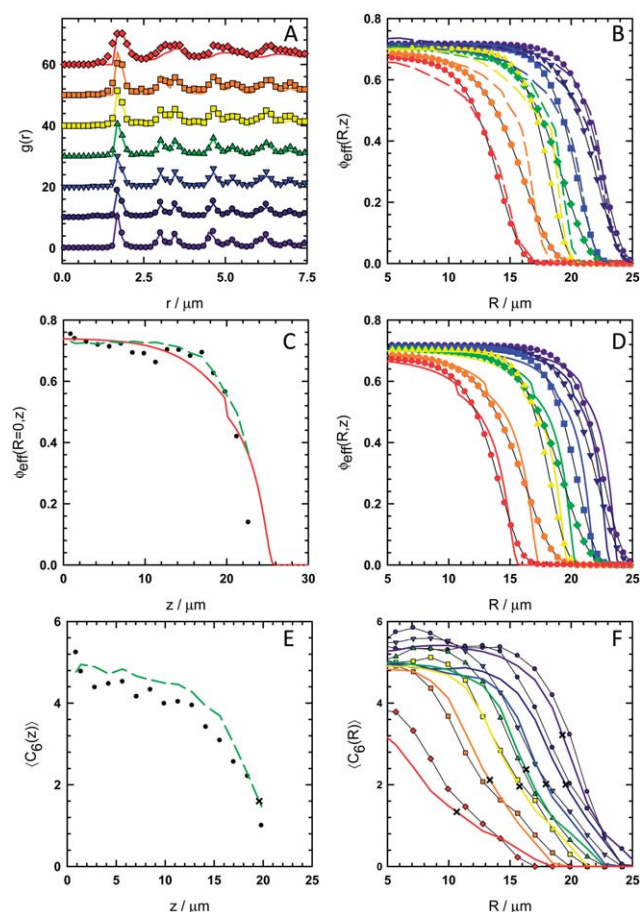 A
60
40
20
0
g(r)
0.0 2.5 5.0 7.5
r / μm
B
0.8
0.6
0.4
0.2
0.0
ϕeff(R,z)
5 10 15 20 25
R / μm
C
0.8
0.4
0.0
ϕeff(R=0,z)
0 10 20 30
z / μm
D
0.8
0.6
0.4
0.2
0.0
ϕeff(R,z)
5 10 15 20 25
R / μm
E
6
4
2
0
⟨C6(z)⟩
0 5 10 15 20 25
z / μm
F
6
4
2
0
⟨C6(R)⟩
5 10 15 20 25
R / μm